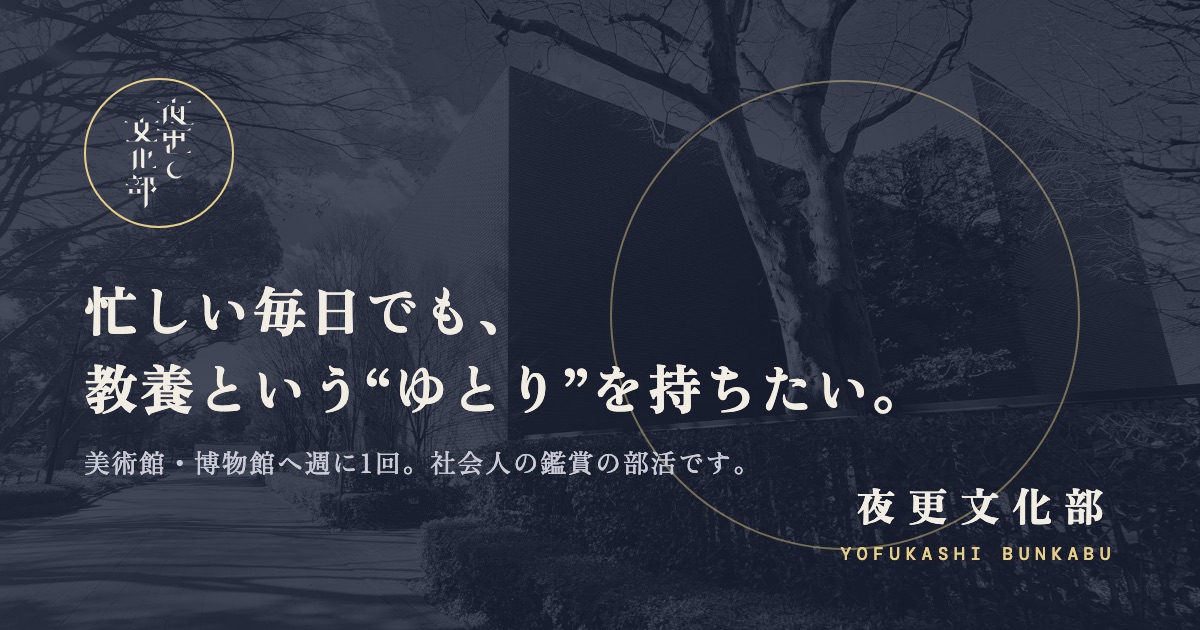 夜更し
文化部
忙しい毎日でも、
教養という“ゆとり”を持ちたい。
美術館・博物館へ週に1回。社会人の鑑賞の部活です。
夜更文化部
YOFUKASHI BUNKABU